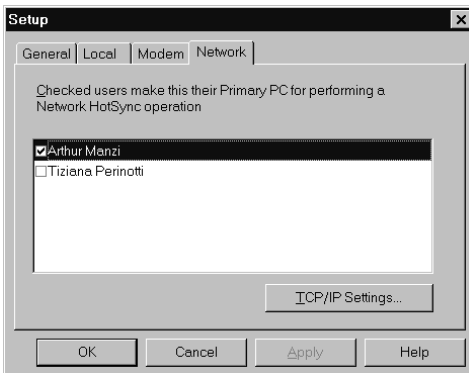 Setup
General Local Modem Network
Checked users make this their Primary PC for performing a
Network HotSync operation
Arthur Manzi
Tiziana Perinotti
TCP/IP Settings...
OK Cancel Apply Help